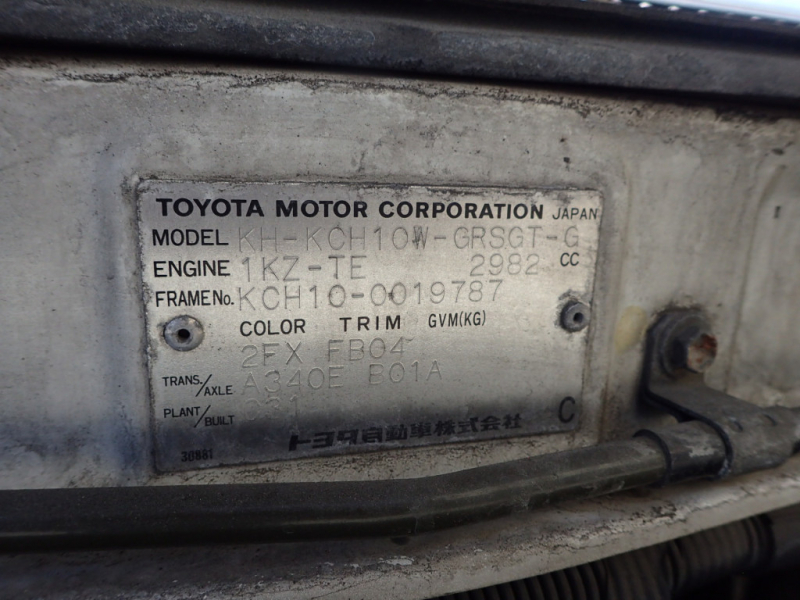 TOYOTA MOTOR CORPORATION JAPAN
MODEL KH-KCH10W-GRSGT-G
ENGINE 1KZ-TE 2982 CC
FRAME No. KCH10-0019787
COLOR TRIM GVM(KG)
2FX FB04
TRANS./AXLE A340E B01A
PLANT/BUILT
トヨタ自動車株式会社 C
30881